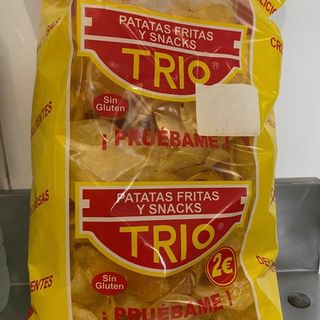 PATATAS FRITAS
Y SNACKS
TRIO®
Sin
Gluten
¡ PRUÉBAME !
PATATAS FRITAS
Y SNACKS
TRIO®
2€
Sin
Gluten
¡ PRUÉBAME !